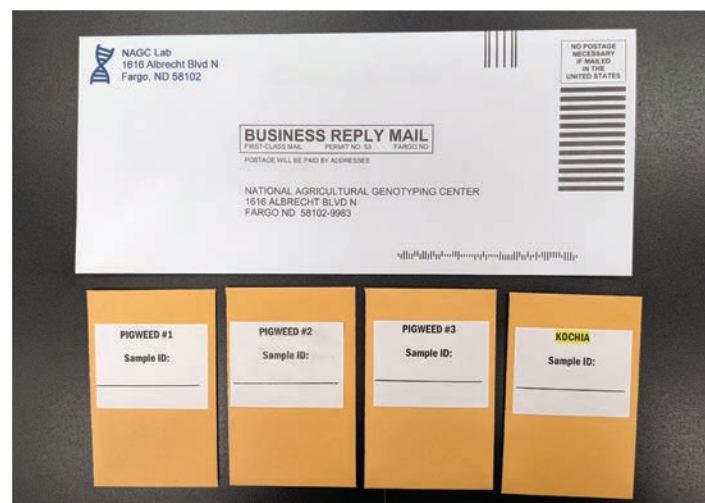 NAGC Lab
1616 Albrecht Blvd N
Fargo, ND 58102
NO POSTAGE
NECESSARY
IF MAILED
IN THE
UNITED STATES
BUSINESS REPLY MAIL
FIRST-CLASS MAIL PERMIT NO. 53 FARGO ND
POSTAGE WILL BE PAID BY ADDRESSEE
NATIONAL AGRICULTURAL GENOTYPING CENTER
1616 ALBRECHT BLVD N
FARGO ND 58102-9983
PIGWEED #1
Sample ID:
PIGWEED #2
Sample ID:
PIGWEED #3
Sample ID:
KOCHIA
Sample ID: